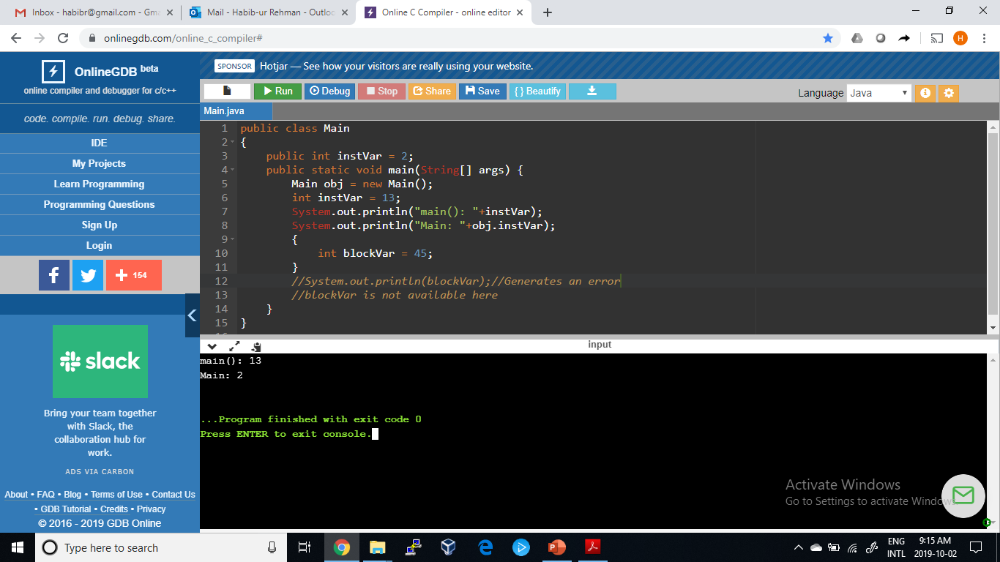 Inbox - habibr@gmail.com - Gma
Mail - Habib-ur Rehman - Outloo
Online C Compiler - online editor
onlinegdb.com/online_c_compiler#
H
OnlineGDB beta
online compiler and debugger for c/c++
code. compile. run. debug. share.
IDE
My Projects
Learn Programming
Programming Questions
Sign Up
Login
f
+ 154
slack
Bring your team together
with Slack, the
collaboration hub for
work.
ADS VIA CARBON
About • FAQ • Blog • Terms of Use • Contact Us
• GDB Tutorial • Credits • Privacy
© 2016 - 2019 GDB Online
SPONSOR Hotjar — See how your visitors are really using your website.
Run Debug Stop Share Save { } Beautify
Language Java
Main.java
1 public class Main
2 {
3     public int instVar = 2;
4     public static void main(String[] args) {
5         Main obj = new Main();
6         int instVar = 13;
7         System.out.println("main(): "+instVar);
8         System.out.println("Main: "+obj.instVar);
9         {
10             int blockVar = 45;
11         }
12         //System.out.println(blockVar);//Generates an error
13         //blockVar is not available here
14     }
15 }
input
main(): 13
Main: 2
...Program finished with exit code 0
Press ENTER to exit console.
Activate Windows
Go to Settings to activate Windows.
Type here to search
ENG
INTL
9:15 AM
2019-10-02